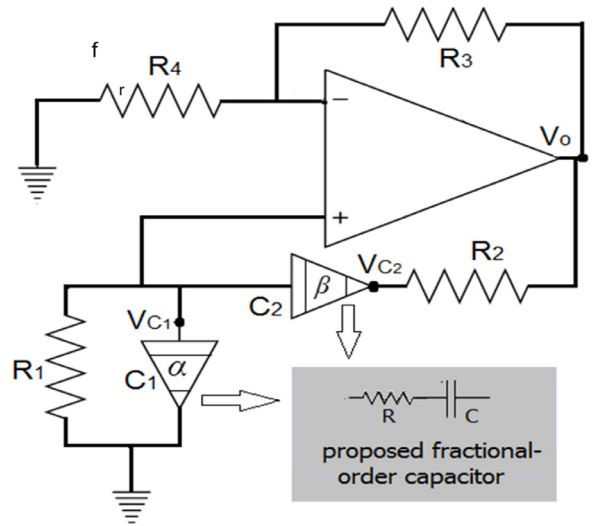 f
R3
R4
r
−
Vo
+
R2
VC2
β
C2
VC1
R1
C1
α
R
C
proposed fractional-
order capacitor